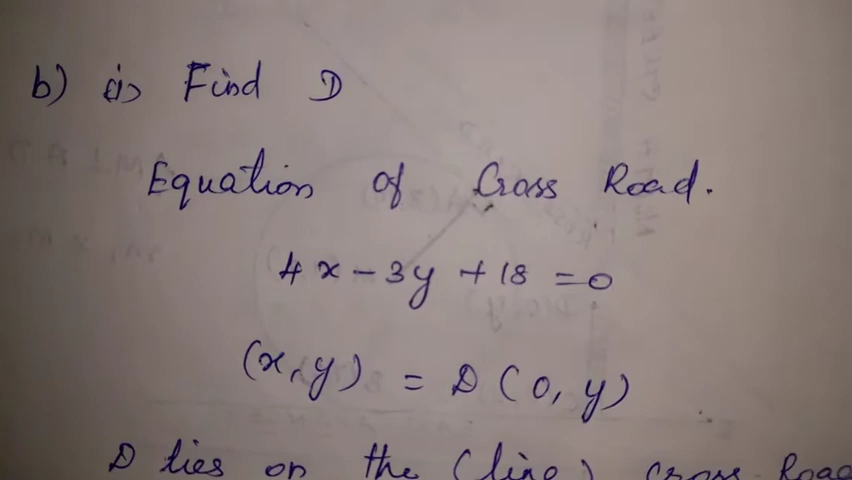 b) (i) Find D
Equation of Cross Road.
4x - 3y + 18 = 0
(x, y) = D (0, y)
D lies on the (line) cross Road